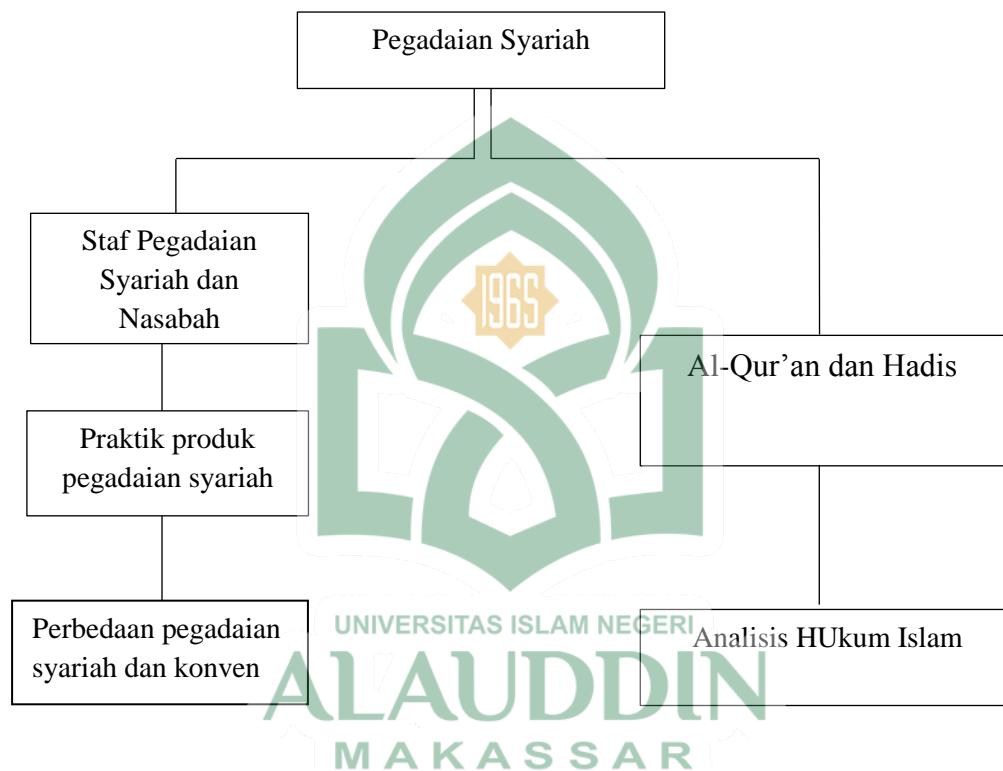 Pegadaian Syariah
Staf Pegadaian
Syariah dan
Nasabah
Praktik produk
pegadaian syariah
Perbedaan pegadaian
syariah dan konven
Al-Qur’an dan Hadis
Analisis HUkum Islam
1965
UNIVERSITAS ISLAM NEGERI
ALAUDDIN
MAKASSAR